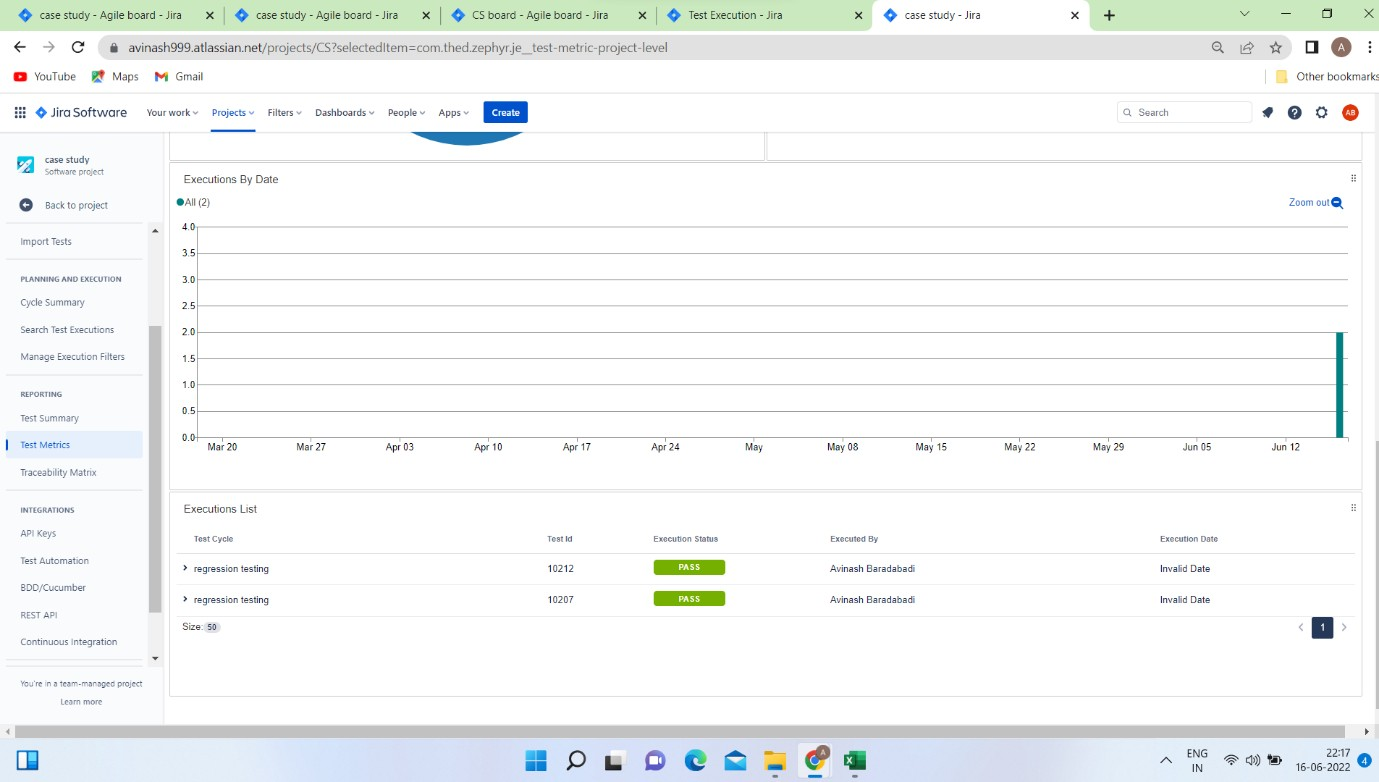 case study - Agile board - Jira
case study - Agile board - Jira
CS board - Agile board - Jira
Test Execution - Jira
case study - Jira
avinash999.atlassian.net/projects/CS?selectedItem=com.thed.zephyr.je__test-metric-project-level
A
YouTube
Maps
Gmail
Other bookmarks
Jira Software
Your work
Projects
Filters
Dashboards
People
Apps
Create
Search
AB
case study
Software project
Back to project
Import Tests
PLANNING AND EXECUTION
Cycle Summary
Search Test Executions
Manage Execution Filters
REPORTING
Test Summary
Test Metrics
Traceability Matrix
INTEGRATIONS
API Keys
Test Automation
BDD/Cucumber
REST API
Continuous Integration
You're in a team-managed project
Learn more
Executions By Date
All (2)
Zoom out
4.0
3.5
3.0
2.5
2.0
1.5
1.0
0.5
0.0
Mar 20 Mar 27 Apr 03 Apr 10 Apr 17 Apr 24 May May 08 May 15 May 22 May 29 Jun 05 Jun 12
Executions List
Test Cycle Test Id Execution Status Executed By Execution Date
regression testing 10212 PASS Avinash Baradabadi Invalid Date
regression testing 10207 PASS Avinash Baradabadi Invalid Date
Size: 50
1
A
ENG
IN
22:17
16-06-2022
4